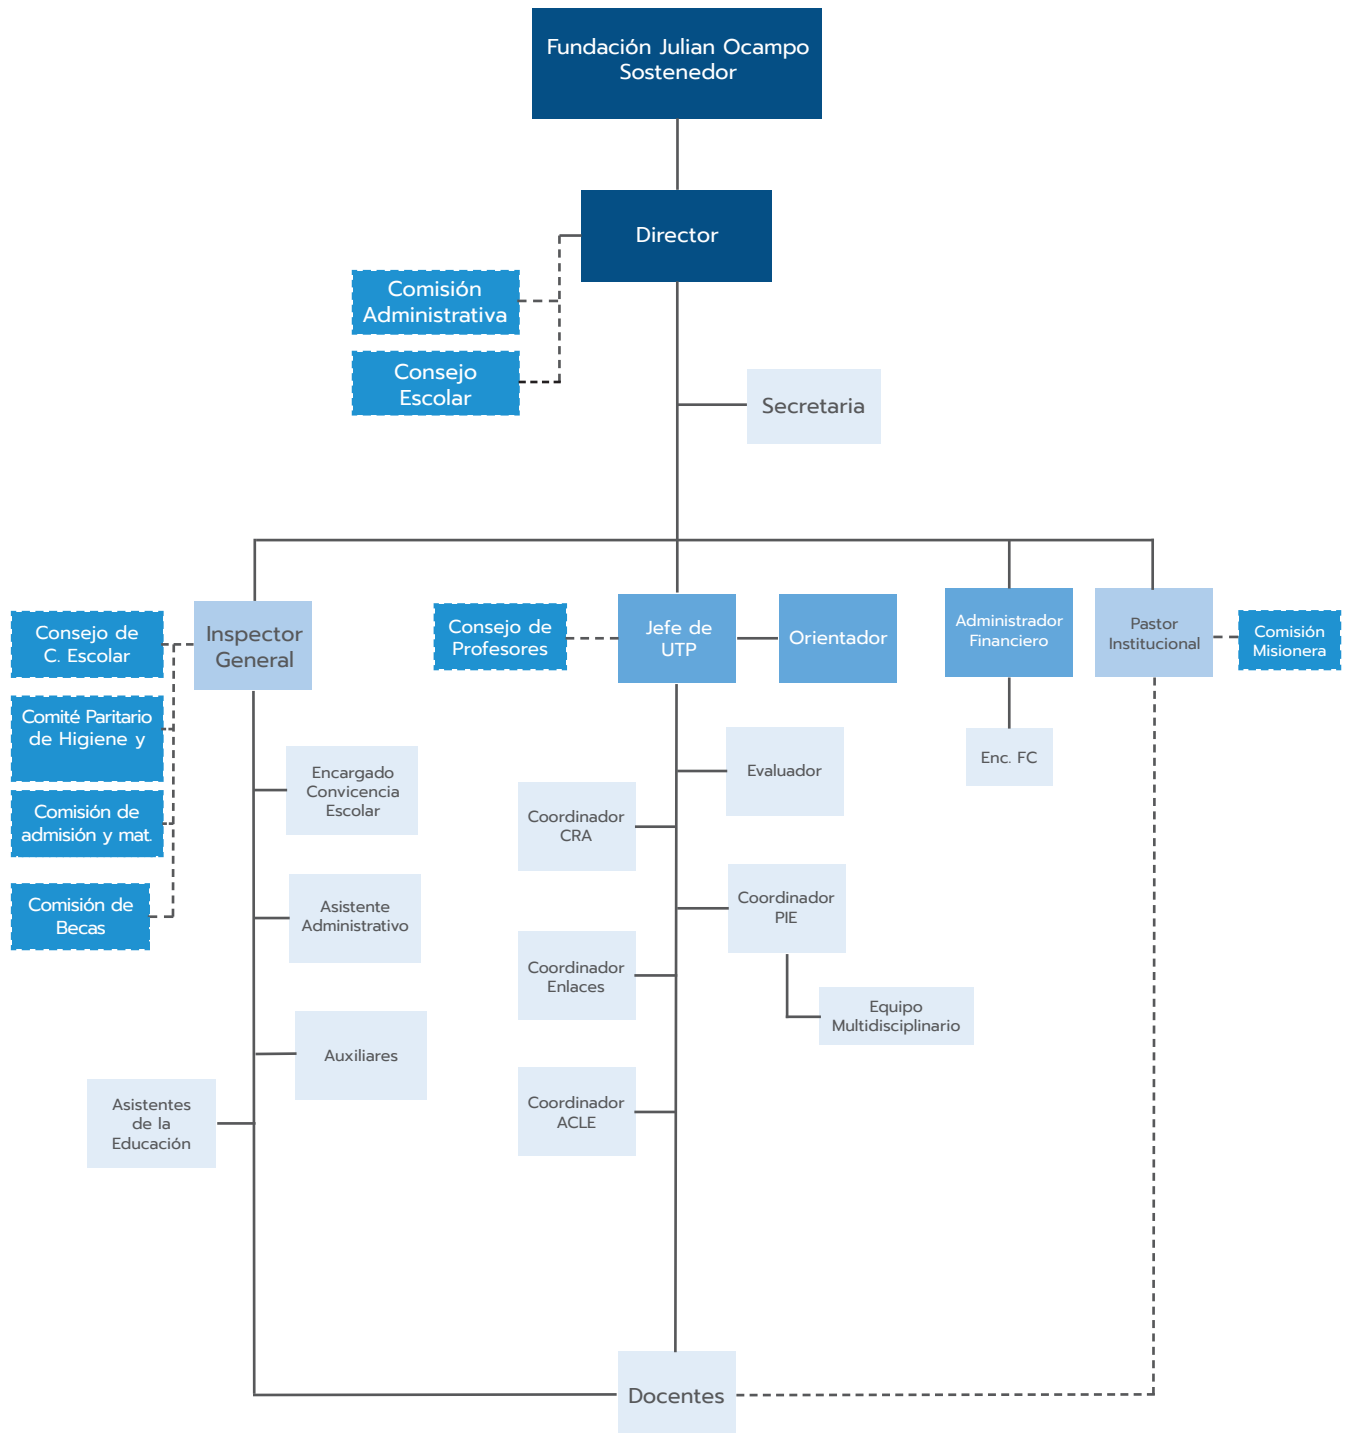 Fundación Julian Ocampo
Sostenedor
Director
Comisión
Administrativa
Consejo
Escolar
Secretaria
Consejo de
C. Escolar
Inspector
General
Consejo de
Profesores
Jefe de
UTP
Orientador
Administrador
Financiero
Pastor
Institucional
Comisión
Misionera
Comité Paritario
de Higiene y
Comisión de
admisión y mat.
Comisión de
Becas
Encargado
Convicencia
Escolar
Asistente
Administrativo
Auxiliares
Asistentes
de la
Educación
Evaluador
Coordinador
CRA
Coordinador
PIE
Coordinador
Enlaces
Equipo
Multidisciplinario
Coordinador
ACLE
Enc. FC
Docentes